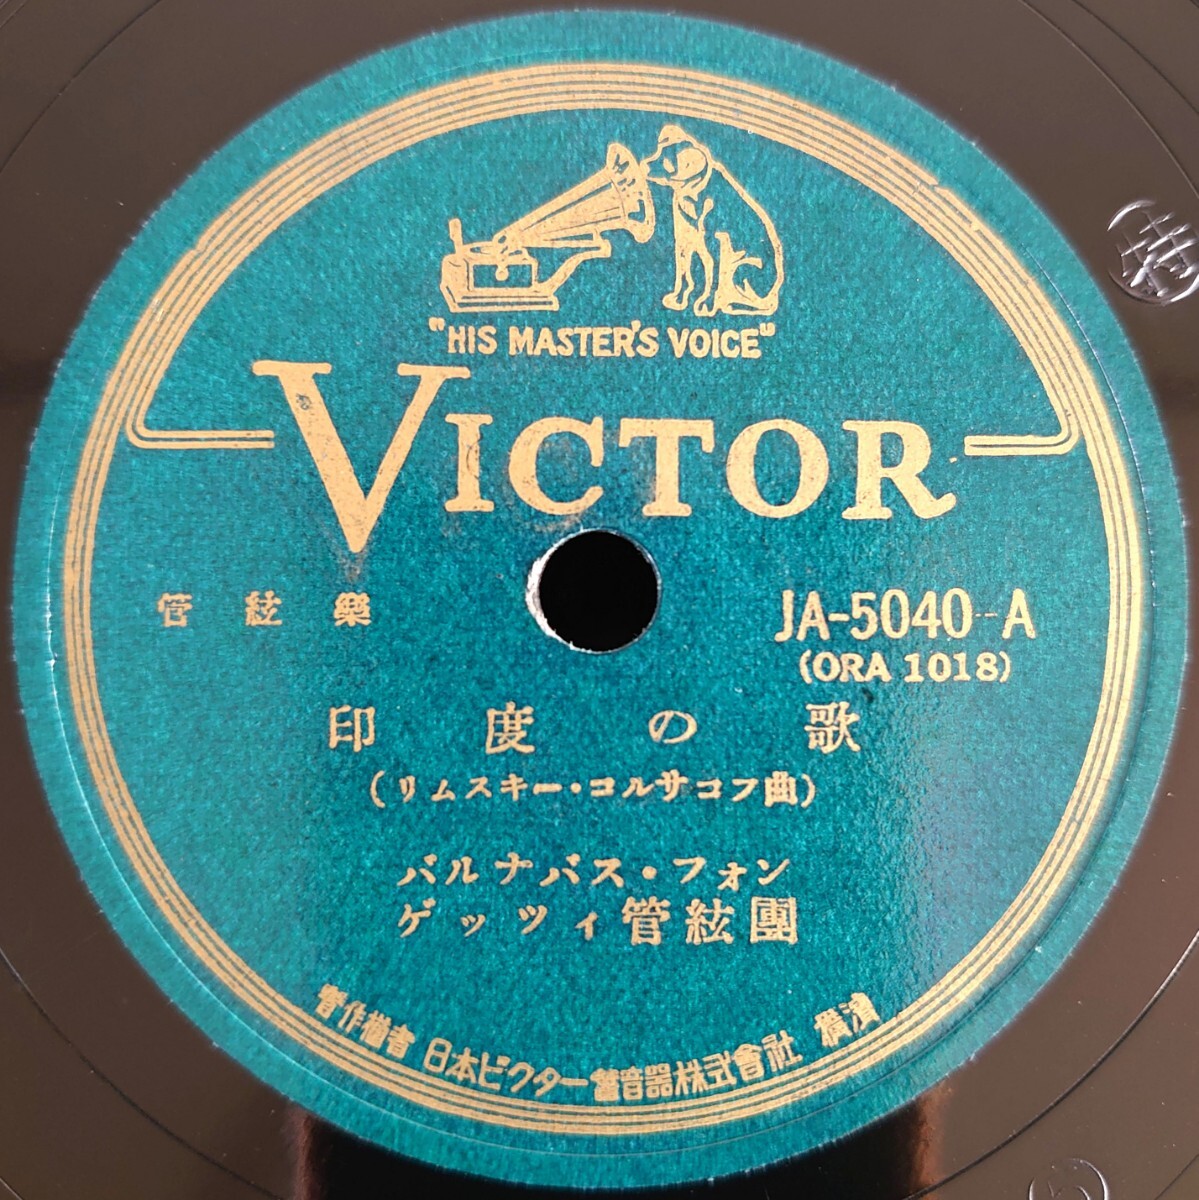 "HIS MASTER'S VOICE"
VICTOR
管絃樂
JA-5040-A
(ORA 1018)
印度の歌
(リムスキー・コルサコフ曲)
バルナバス・フォン
ゲッツィ管絃團
著作權者 日本ビクター蓄音器株式會社 横濱